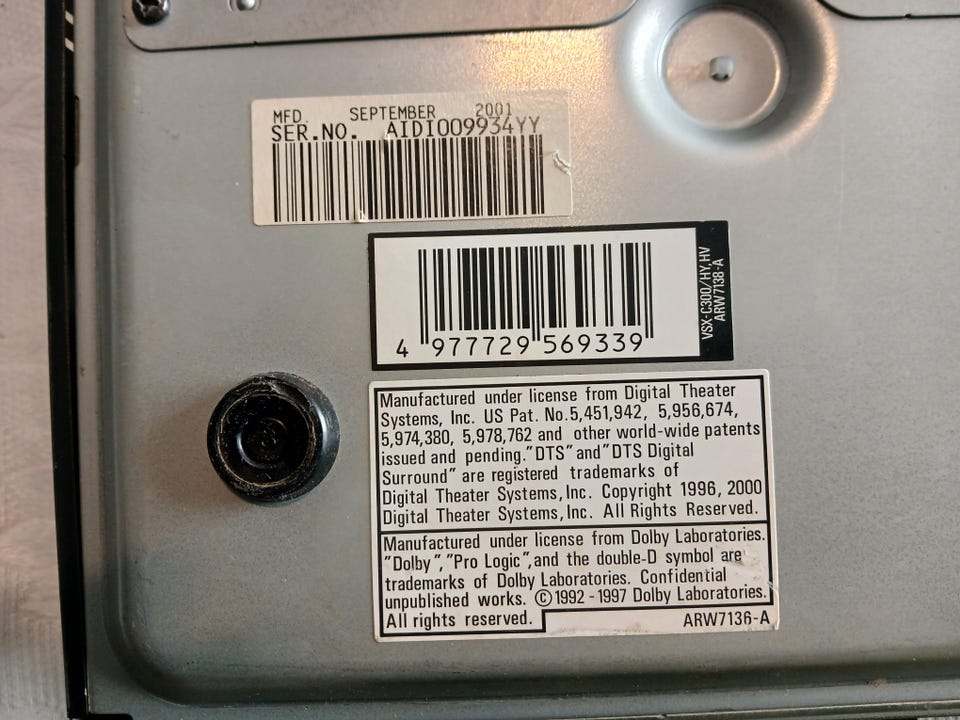 MFD. SEPTEMBER 2001
SER.NO. AIDI009934YY
4 977729 569339
VSX-C300/HY,HV
ARW7138-A
Manufactured under license from Digital Theater
Systems, Inc. US Pat. No.5,451,942, 5,956,674,
5,974,380, 5,978,762 and other world-wide patents
issued and pending."DTS"and"DTS Digital
Surround" are registered trademarks of
Digital Theater Systems,Inc. Copyright 1996, 2000
Digital Theater Systems,Inc. All Rights Reserved.
Manufactured under license from Dolby Laboratories.
"Dolby","Pro Logic",and the double-D symbol are
trademarks of Dolby Laboratories. Confidential
unpublished works. ©1992-1997 Dolby Laboratories.
All rights reserved.
ARW7136-A